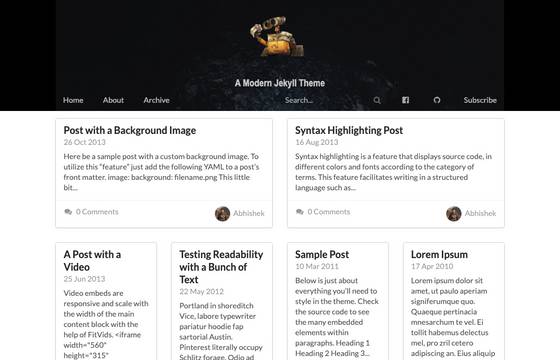 A Modern Jekyll Theme
Home About Archive Search... Subscribe
Post with a Background Image
26 Oct 2013
Here be a sample post with a custom background image. To
utilize this “feature” just add the following YAML to a post’s
front matter. image: background: filename.png This little
bit...
0 Comments Abhishek
Syntax Highlighting Post
16 Aug 2013
Syntax highlighting is a feature that displays source code, in
different colors and fonts according to the category of
terms. This feature facilitates writing in a structured
language such as...
0 Comments Abhishek
A Post with a
Video
25 Jun 2013
Video embeds are
responsive and scale with
the width of the main
content block with the
help of FitVids. <iframe
width="560"
height="315"
Testing Readability
with a Bunch of
Text
22 May 2012
Portland in shoreditch
Vice, labore typewriter
pariatur hoodie fap
sartorial Austin.
Pinterest literally occupy
Schlitz forage. Odio ad
Sample Post
10 Mar 2011
Below is just about
everything you’ll need to
style in the theme. Check
the source code to see
the many embedded
elements within
paragraphs. Heading 1
Heading 2 Heading 3...
Lorem Ipsum
17 Apr 2010
Lorem ipsum dolor sit
amet, ut paulo aperiam
signiferumque quo.
Quaeque pertinacia
mnesarchum te vel. Ei
tollit habemus delectus
mel, pro zril cetero
adipiscing an. Eius aliquip